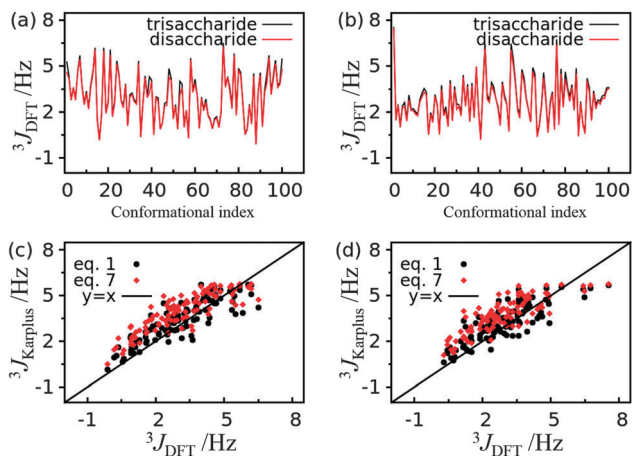 (a)
8
5
2
-1
³J_DFT /Hz
trisaccharide
disaccharide
0 20 40 60 80 100
Conformational index
(b)
8
5
2
-1
³J_DFT /Hz
trisaccharide
disaccharide
0 20 40 60 80 100
Conformational index
(c)
8
5
2
-1
³J_Karplus /Hz
eq. 1
eq. 7
y=x
-1 2 5 8
³J_DFT /Hz
(d)
8
5
2
-1
³J_Karplus /Hz
eq. 1
eq. 7
y=x
-1 2 5 8
³J_DFT /Hz